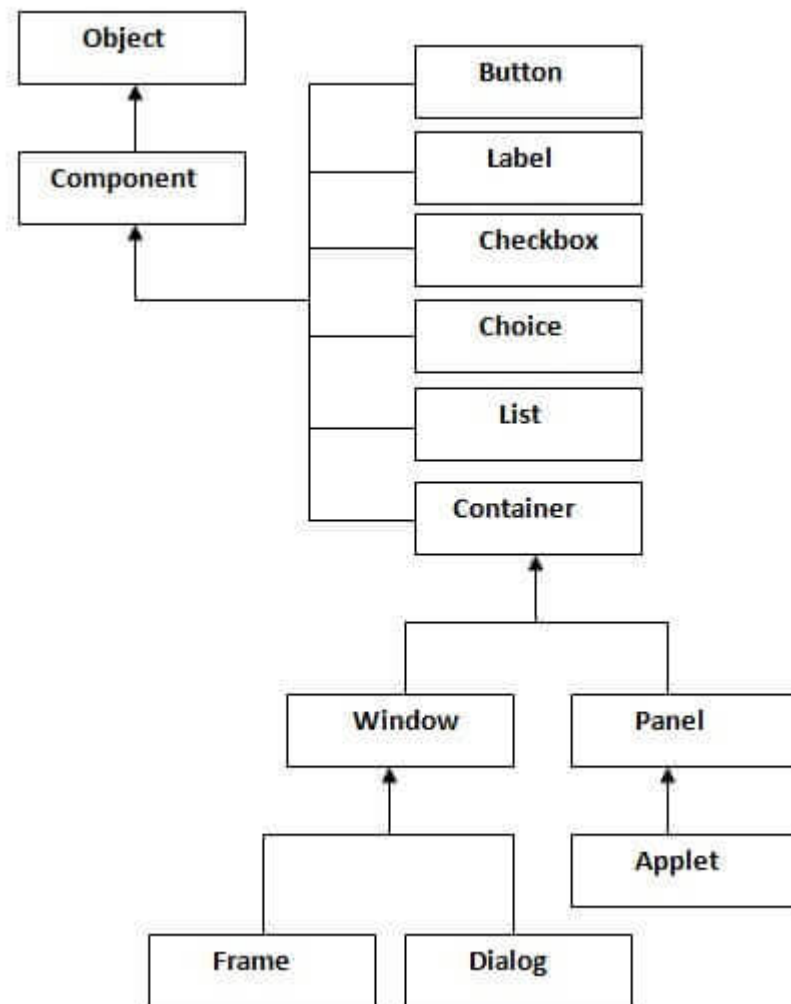 Object
Button
Label
Component
Checkbox
Choice
List
Container
Window
Panel
Applet
Frame
Dialog